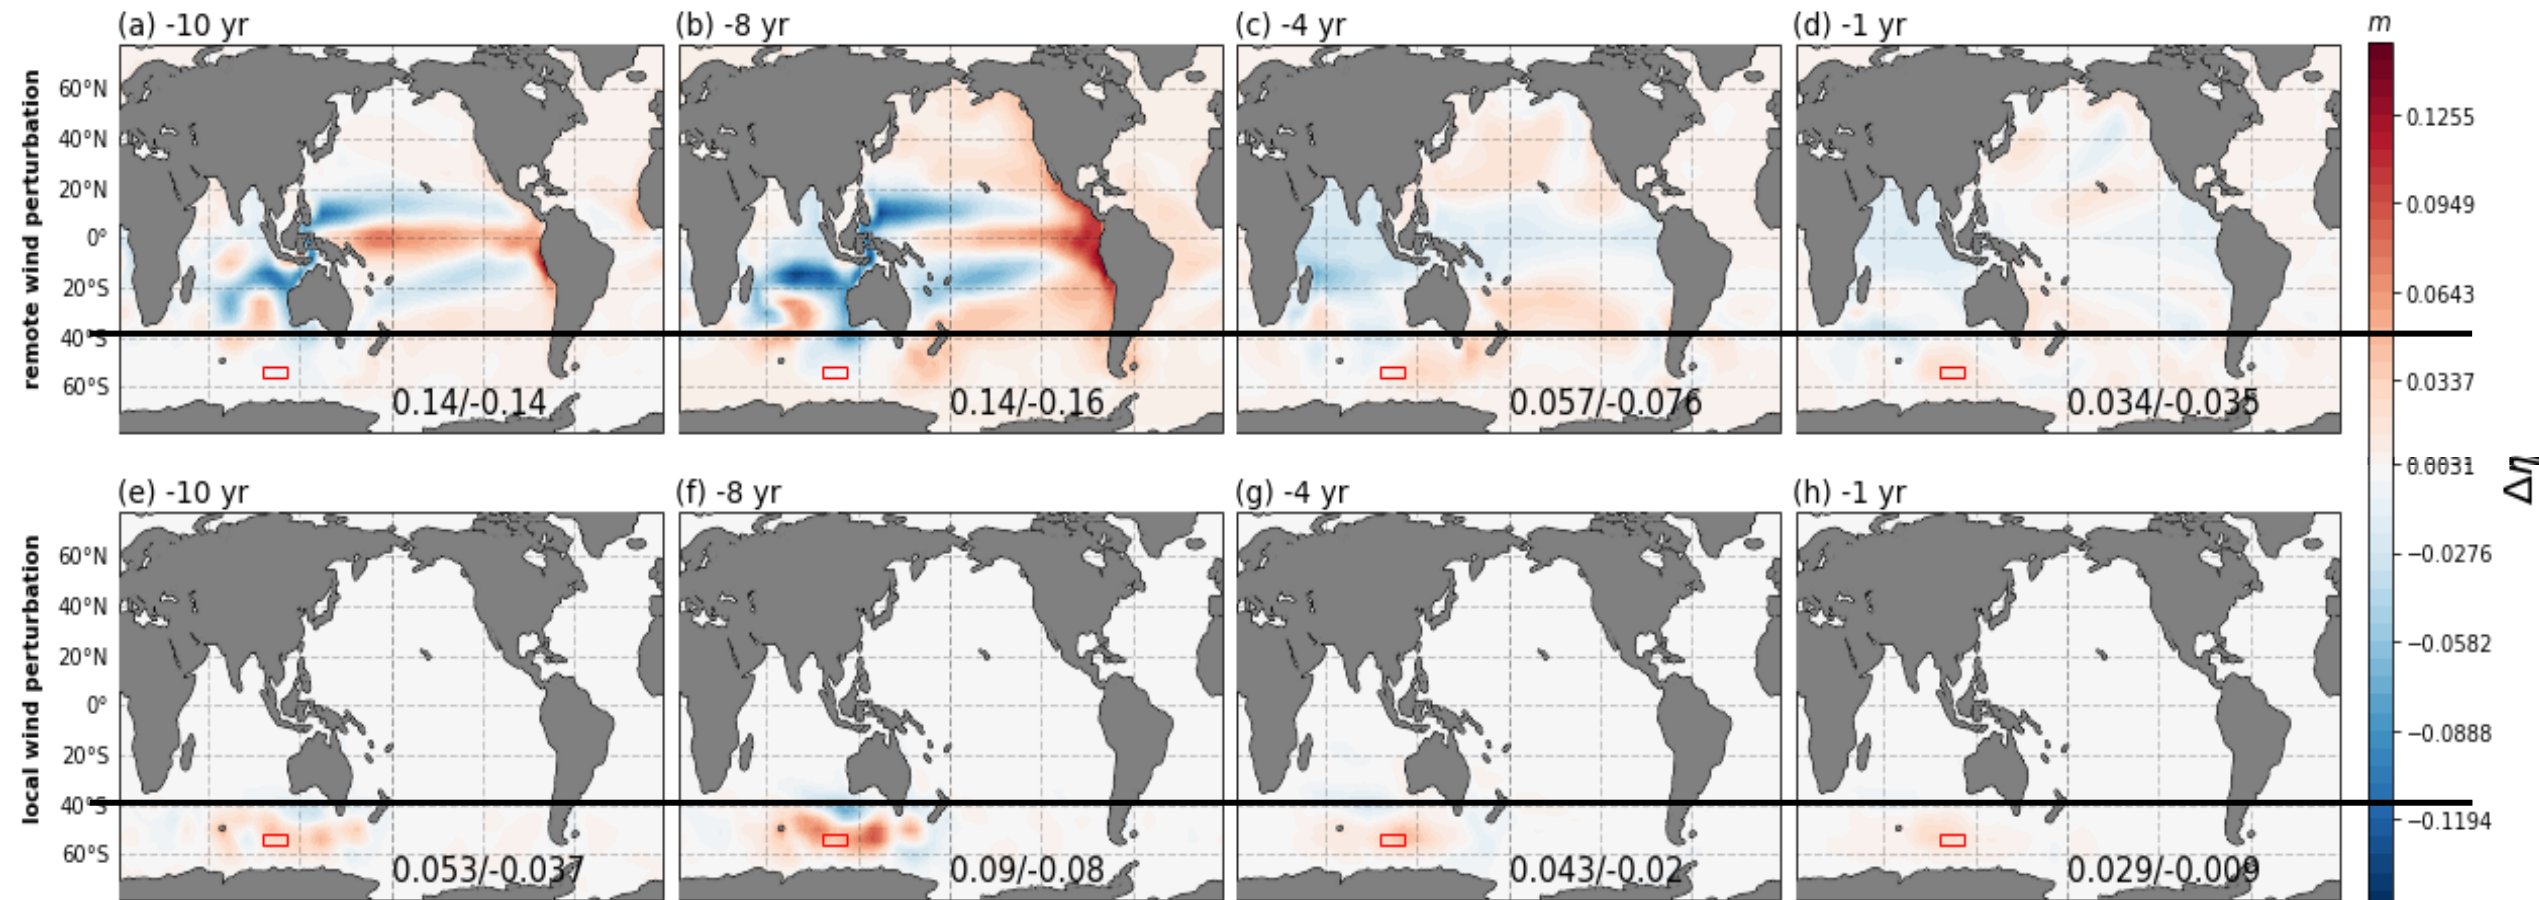 (a) -10 yr
(b) -8 yr
(c) -4 yr
(d) -1 yr
m
remote wind perturbation
60°N
40°N
20°N
0°
20°S
40°S
60°S
0.14/-0.14
0.14/-0.16
0.057/-0.076
0.034/-0.035
0.1255
0.0949
0.0643
0.0337
0.0031
−0.0276
−0.0582
−0.0888
−0.1194
Δη
(e) -10 yr
(f) -8 yr
(g) -4 yr
(h) -1 yr
local wind perturbation
60°N
40°N
20°N
0°
20°S
40°S
60°S
0.053/-0.037
0.09/-0.08
0.043/-0.02
0.029/-0.009